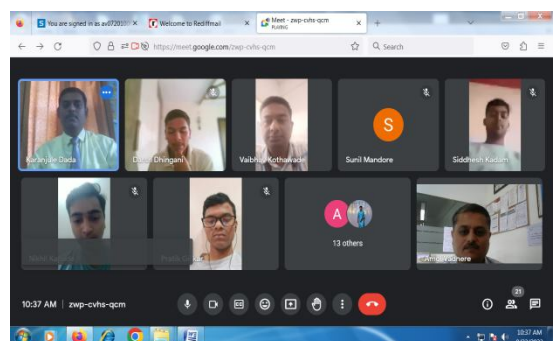 You are signed in as av072010
Welcome to Rediffmail
Meet - zwp-cvhs-qcm
PLAYING
https://meet.google.com/zwp-cvhs-qcm
Search
Karanjule Dada
Dhingani
Vaibhav Kothawade
S
Sunil Mandore
Siddhesh Kadam
A
13 others
10:37 AM | zwp-cvhs-qcm
21
10:37 AM